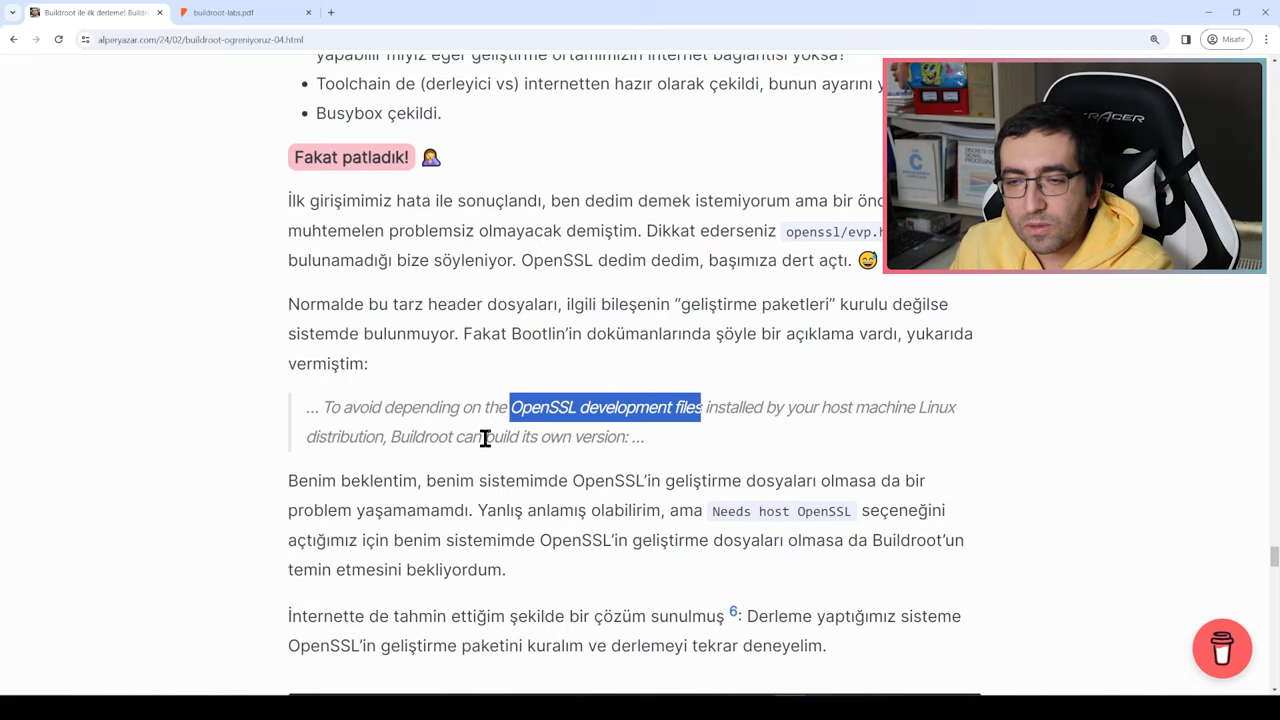 Buildroot ile ilk derleme! Buildr
buildroot-labs.pdf
alperyazar.com/24/02/buildroot-ogreniyoruz-04.html
Misafir
yapabilir miyiz eğer geliştirme ortamımızın internet bağlantısı yoksa?
• Toolchain de (derleyici vs) internetten hazır olarak çekildi, bunun ayarını y
• Busybox çekildi.
Fakat patladık! 🤦
İlk girişimimiz hata ile sonuçlandı, ben dedim demek istemiyorum ama bir önc
muhtemelen problemsiz olmayacak demiştim. Dikkat ederseniz openssl/evp.h
bulunamadığı bize söyleniyor. OpenSSL dedim dedim, başımıza dert açtı. 😅
Normalde bu tarz header dosyaları, ilgili bileşenin “geliştirme paketleri” kurulu değilse
sistemde bulunmuyor. Fakat Bootlin’in dokümanlarında şöyle bir açıklama vardı, yukarıda
vermiştim:
… To avoid depending on the OpenSSL development files installed by your host machine Linux
distribution, Buildroot can build its own version: …
Benim beklentim, benim sistemimde OpenSSL’in geliştirme dosyaları olmasa da bir
problem yaşamamamdı. Yanlış anlamış olabilirim, ama Needs host OpenSSL seçeneğini
açtığımız için benim sistemimde OpenSSL’in geliştirme dosyaları olmasa da Buildroot’un
temin etmesini bekliyordum.
İnternette de tahmin ettiğim şekilde bir çözüm sunulmuş 6: Derleme yaptığımız sisteme
OpenSSL’in geliştirme paketini kuralım ve derlemeyi tekrar deneyelim.